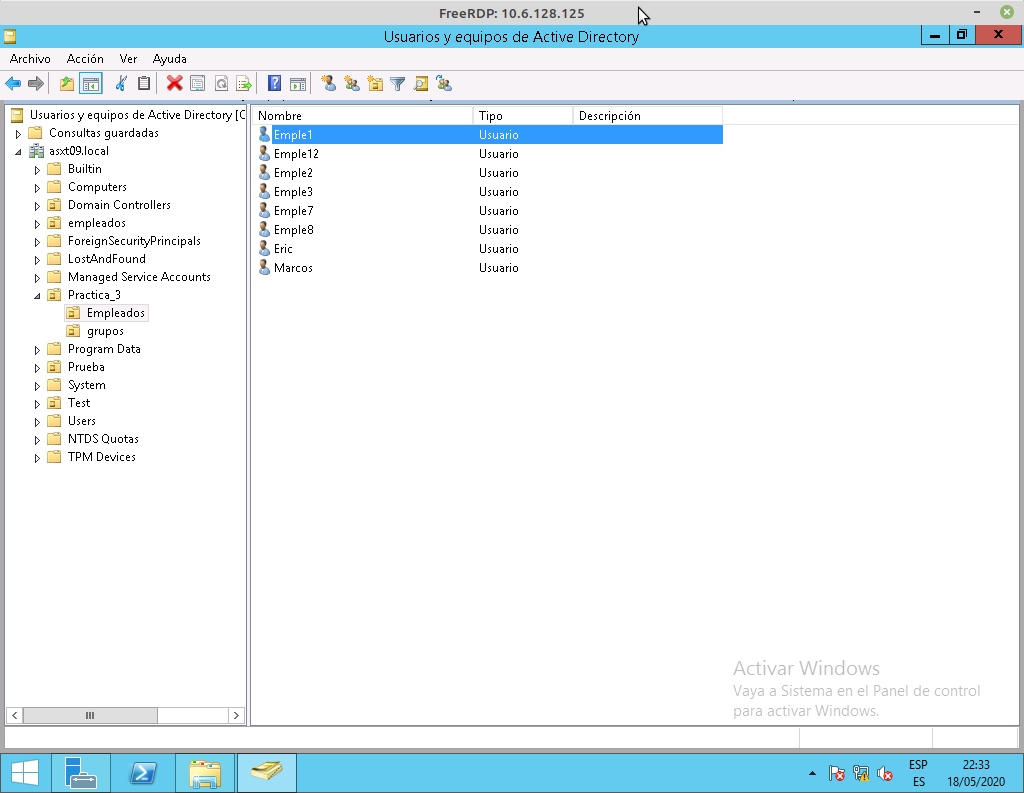 FreeRDP: 10.6.128.125
Usuarios y equipos de Active Directory
Archivo Acción Ver Ayuda
Usuarios y equipos de Active Directory [C
Consultas guardadas
asxt09.local
Builtin
Computers
Domain Controllers
empleados
ForeignSecurityPrincipals
LostAndFound
Managed Service Accounts
Practica_3
Empleados
grupos
Program Data
Prueba
System
Test
Users
NTDS Quotas
TPM Devices
Nombre Tipo Descripción
Emple1 Usuario
Emple12 Usuario
Emple2 Usuario
Emple3 Usuario
Emple7 Usuario
Emple8 Usuario
Eric Usuario
Marcos Usuario
Activar Windows
Vaya a Sistema en el Panel de control
para activar Windows.
ESP
ES
22:33
18/05/2020